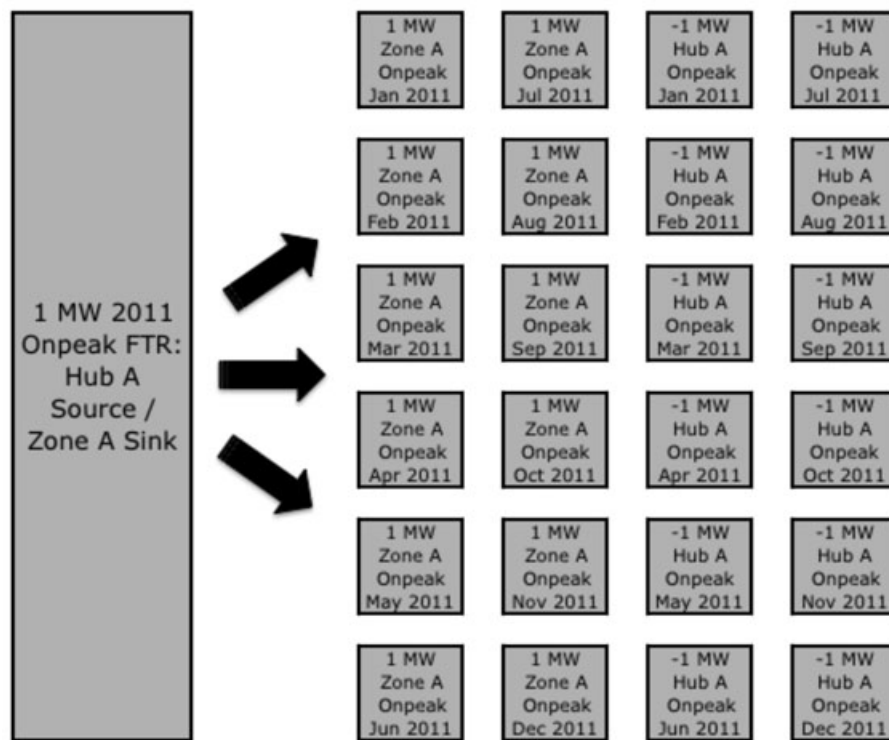 1 MW 2011
Onpeak FTR:
Hub A
Source /
Zone A Sink
1 MW
Zone A
Onpeak
Jan 2011
1 MW
Zone A
Onpeak
Jul 2011
-1 MW
Hub A
Onpeak
Jan 2011
-1 MW
Hub A
Onpeak
Jul 2011
1 MW
Zone A
Onpeak
Feb 2011
1 MW
Zone A
Onpeak
Aug 2011
-1 MW
Hub A
Onpeak
Feb 2011
-1 MW
Hub A
Onpeak
Aug 2011
1 MW
Zone A
Onpeak
Mar 2011
1 MW
Zone A
Onpeak
Sep 2011
-1 MW
Hub A
Onpeak
Mar 2011
-1 MW
Hub A
Onpeak
Sep 2011
1 MW
Zone A
Onpeak
Apr 2011
1 MW
Zone A
Onpeak
Oct 2011
-1 MW
Hub A
Onpeak
Apr 2011
-1 MW
Hub A
Onpeak
Oct 2011
1 MW
Zone A
Onpeak
May 2011
1 MW
Zone A
Onpeak
Nov 2011
-1 MW
Hub A
Onpeak
May 2011
-1 MW
Hub A
Onpeak
Nov 2011
1 MW
Zone A
Onpeak
Jun 2011
1 MW
Zone A
Onpeak
Dec 2011
-1 MW
Hub A
Onpeak
Jun 2011
-1 MW
Hub A
Onpeak
Dec 2011